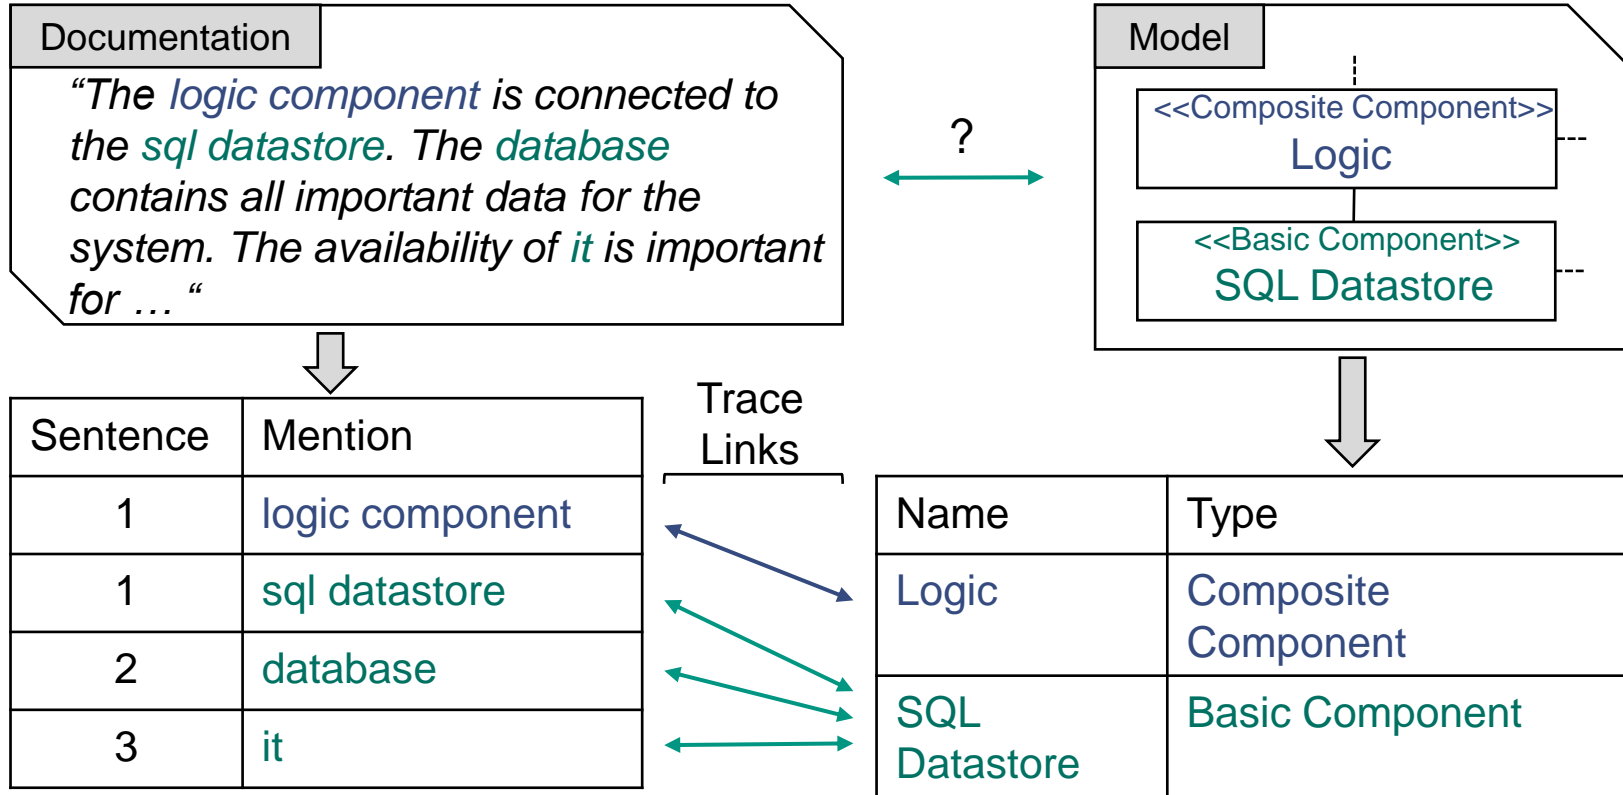 Documentation
“The logic component is connected to
the sql datastore. The database
contains all important data for the
system. The availability of it is important
for … “
?
Model
<<Composite Component>>
Logic
<<Basic Component>>
SQL Datastore
Sentence Mention
1 logic component
1 sql datastore
2 database
3 it
Trace
Links
Name Type
Logic Composite
Component
SQL Basic Component
Datastore